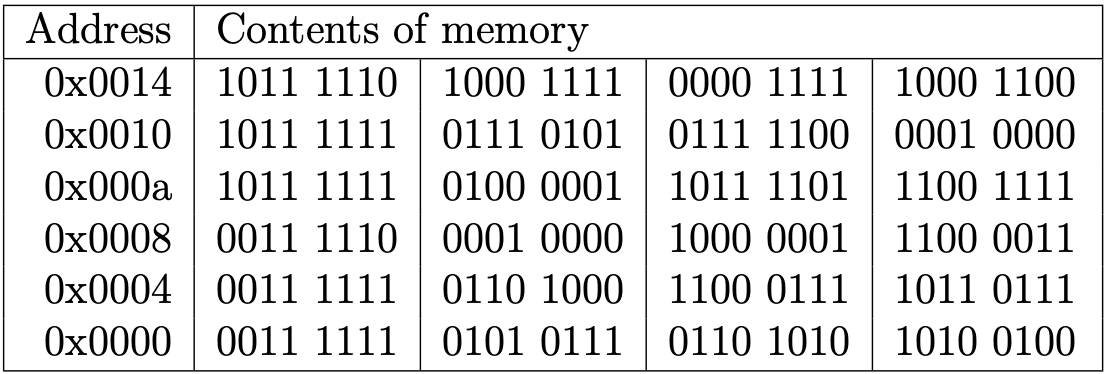 Address Contents of memory
0x0014 1011 1110 1000 1111 0000 1111 1000 1100
0x0010 1011 1111 0111 0101 0111 1100 0001 0000
0x000a 1011 1111 0100 0001 1011 1101 1100 1111
0x0008 0011 1110 0001 0000 1000 0001 1100 0011
0x0004 0011 1111 0110 1000 1100 0111 1011 0111
0x0000 0011 1111 0101 0111 0110 1010 1010 0100